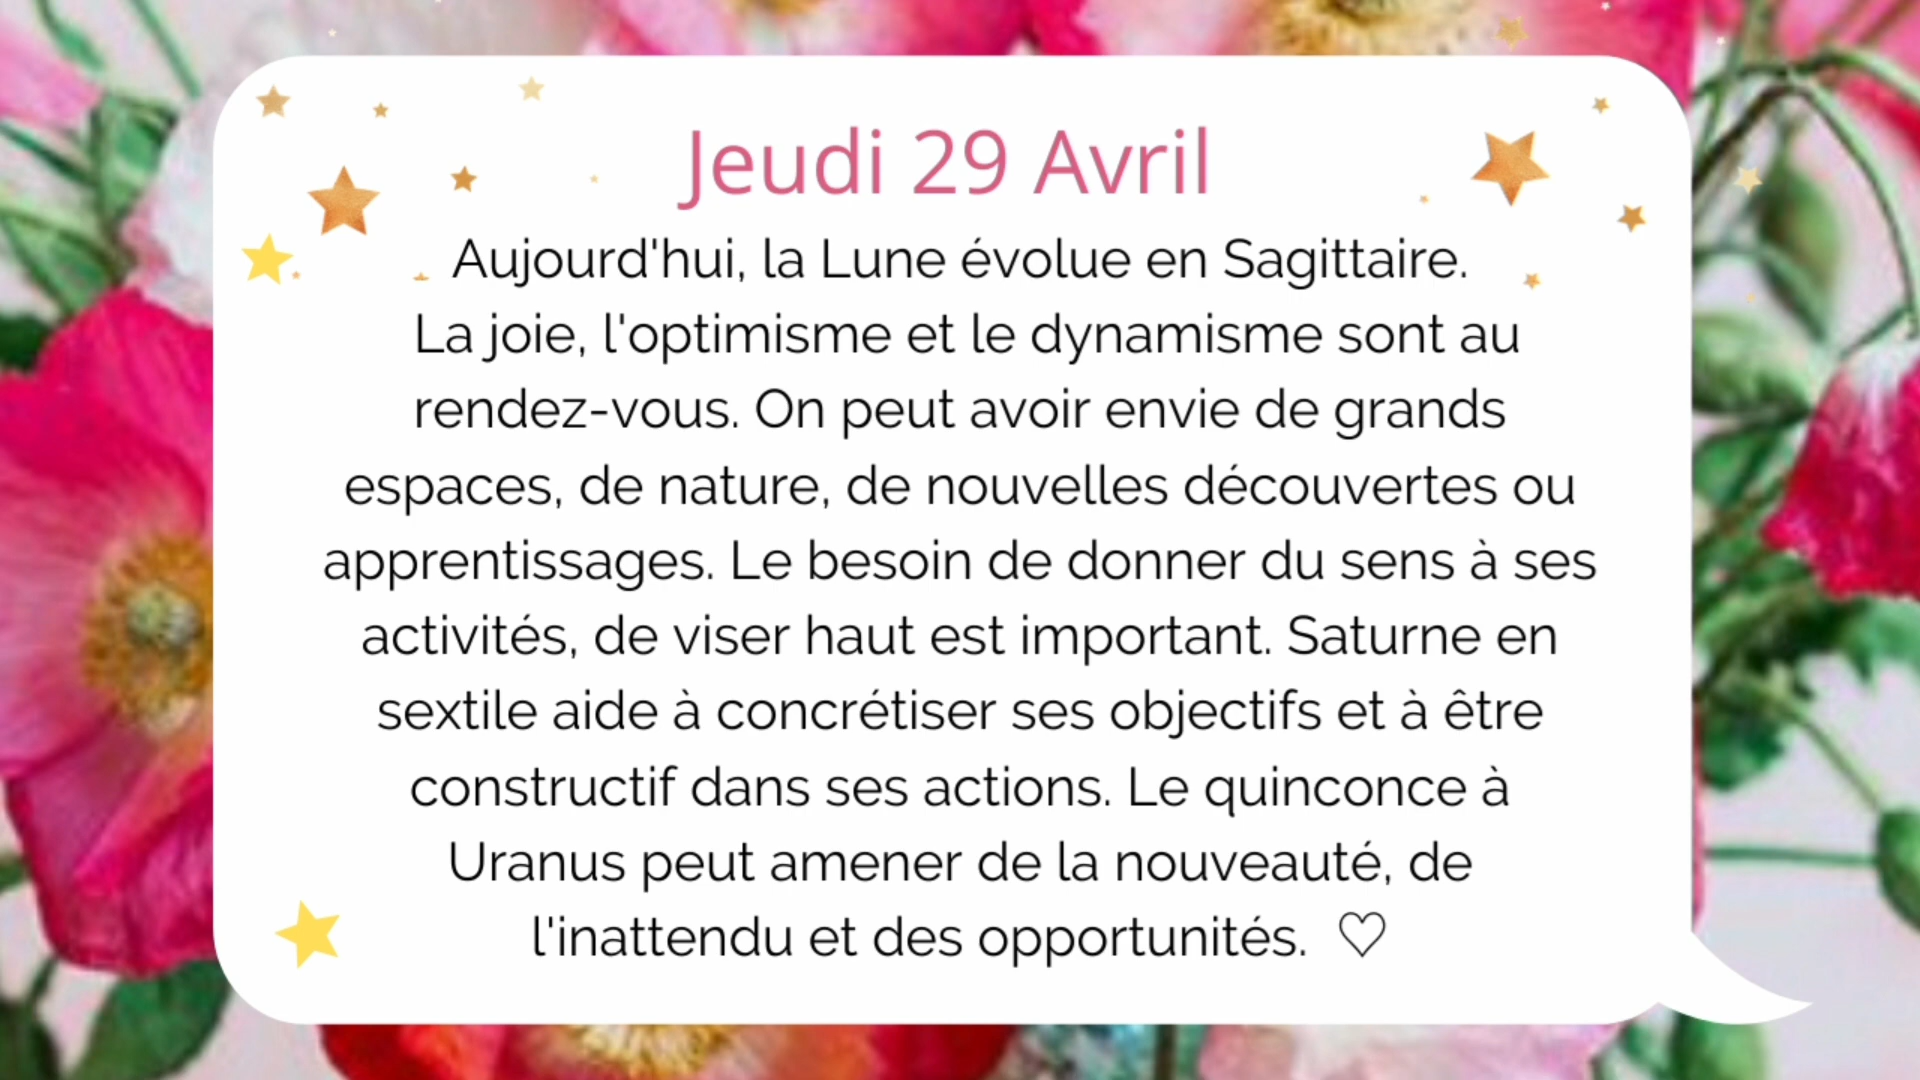 Jeudi 29 Avril
Aujourd'hui, la Lune évolue en Sagittaire.
La joie, l'optimisme et le dynamisme sont au
rendez-vous. On peut avoir envie de grands
espaces, de nature, de nouvelles découvertes ou
apprentissages. Le besoin de donner du sens à ses
activités, de viser haut est important. Saturne en
sextile aide à concrétiser ses objectifs et à être
constructif dans ses actions. Le quinconce à
Uranus peut amener de la nouveauté, de
l'inattendu et des opportunités. ♡